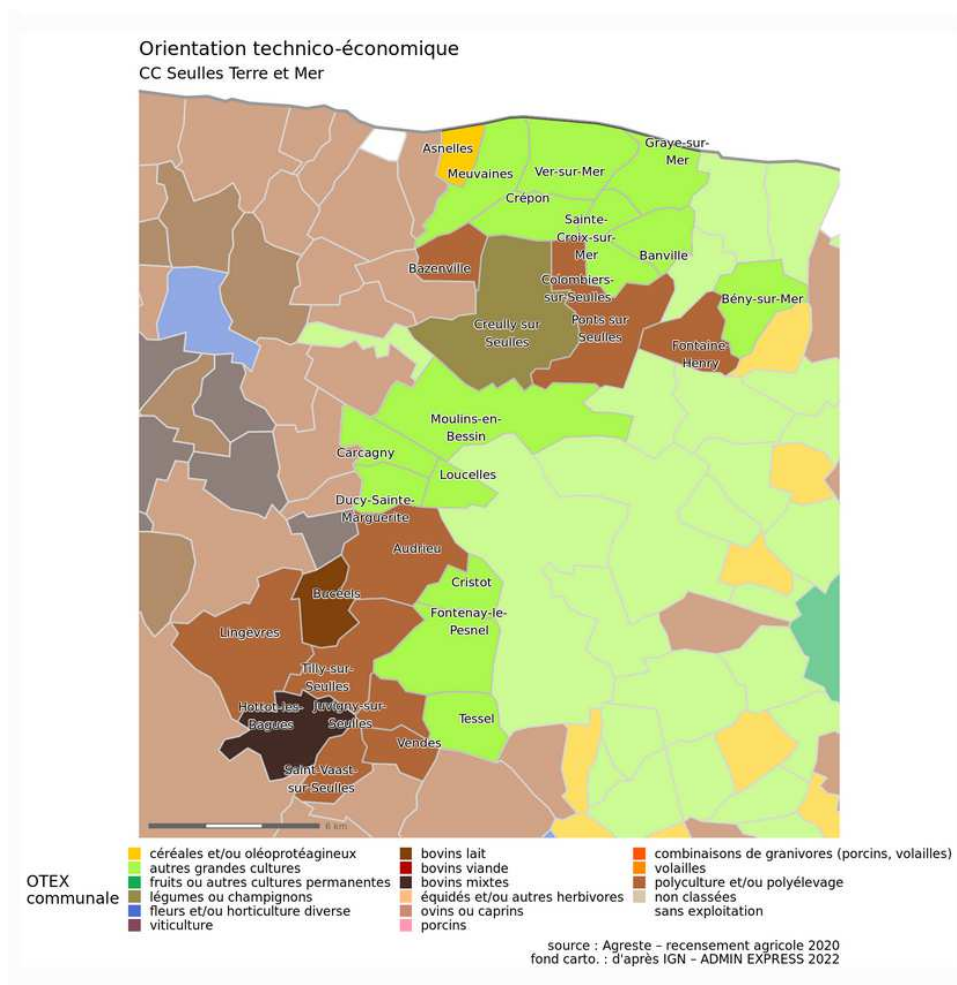 Orientation technico-économique
CC Seulles Terre et Mer
Graye-sur-
Mer
Asnelles
Meuvaines
Ver-sur-Mer
Crépon
Sainte-
Croix-sur-
Mer
Banville
Bazenville
Colombiers-
sur-Seulles
Bény-sur-Mer
Creully sur
Seulles
Ponts sur
Seulles
Fontaine-
Henry
Moulins-en-
Bessin
Carcagny
Loucelles
Ducy-Sainte-
Marguerite
Audrieu
Cristot
Bucéels
Fontenay-le-
Pesnel
Lingèvres
Tilly-sur-
Seulles
Hottot-les-
Bagues
Juvigny-sur-
Seulles
Tessel
Vendes
Saint-Vaast-
sur-Seulles
6 km
OTEX
communale
céréales et/ou oléoprotéagineux
autres grandes cultures
fruits ou autres cultures permanentes
légumes ou champignons
fleurs et/ou horticulture diverse
viticulture
bovins lait
bovins viande
bovins mixtes
équidés et/ou autres herbivores
ovins ou caprins
porcins
combinaisons de granivores (porcins, volailles)
volailles
polyculture et/ou polyélevage
non classées
sans exploitation
source : Agreste – recensement agricole 2020
fond carto. : d'après IGN – ADMIN EXPRESS 2022